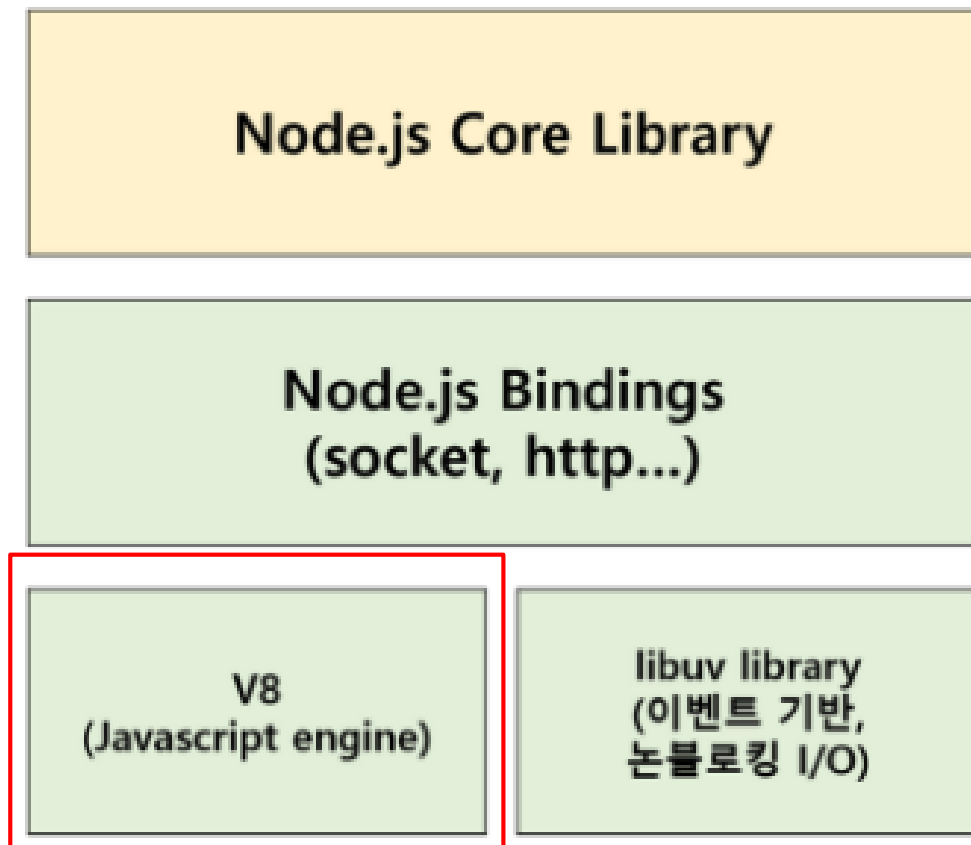 Node.js Core Library
Node.js Bindings
(socket, http...)
V8
(Javascript engine)
libuv library
(이벤트 기반,
논블로킹 I/O)